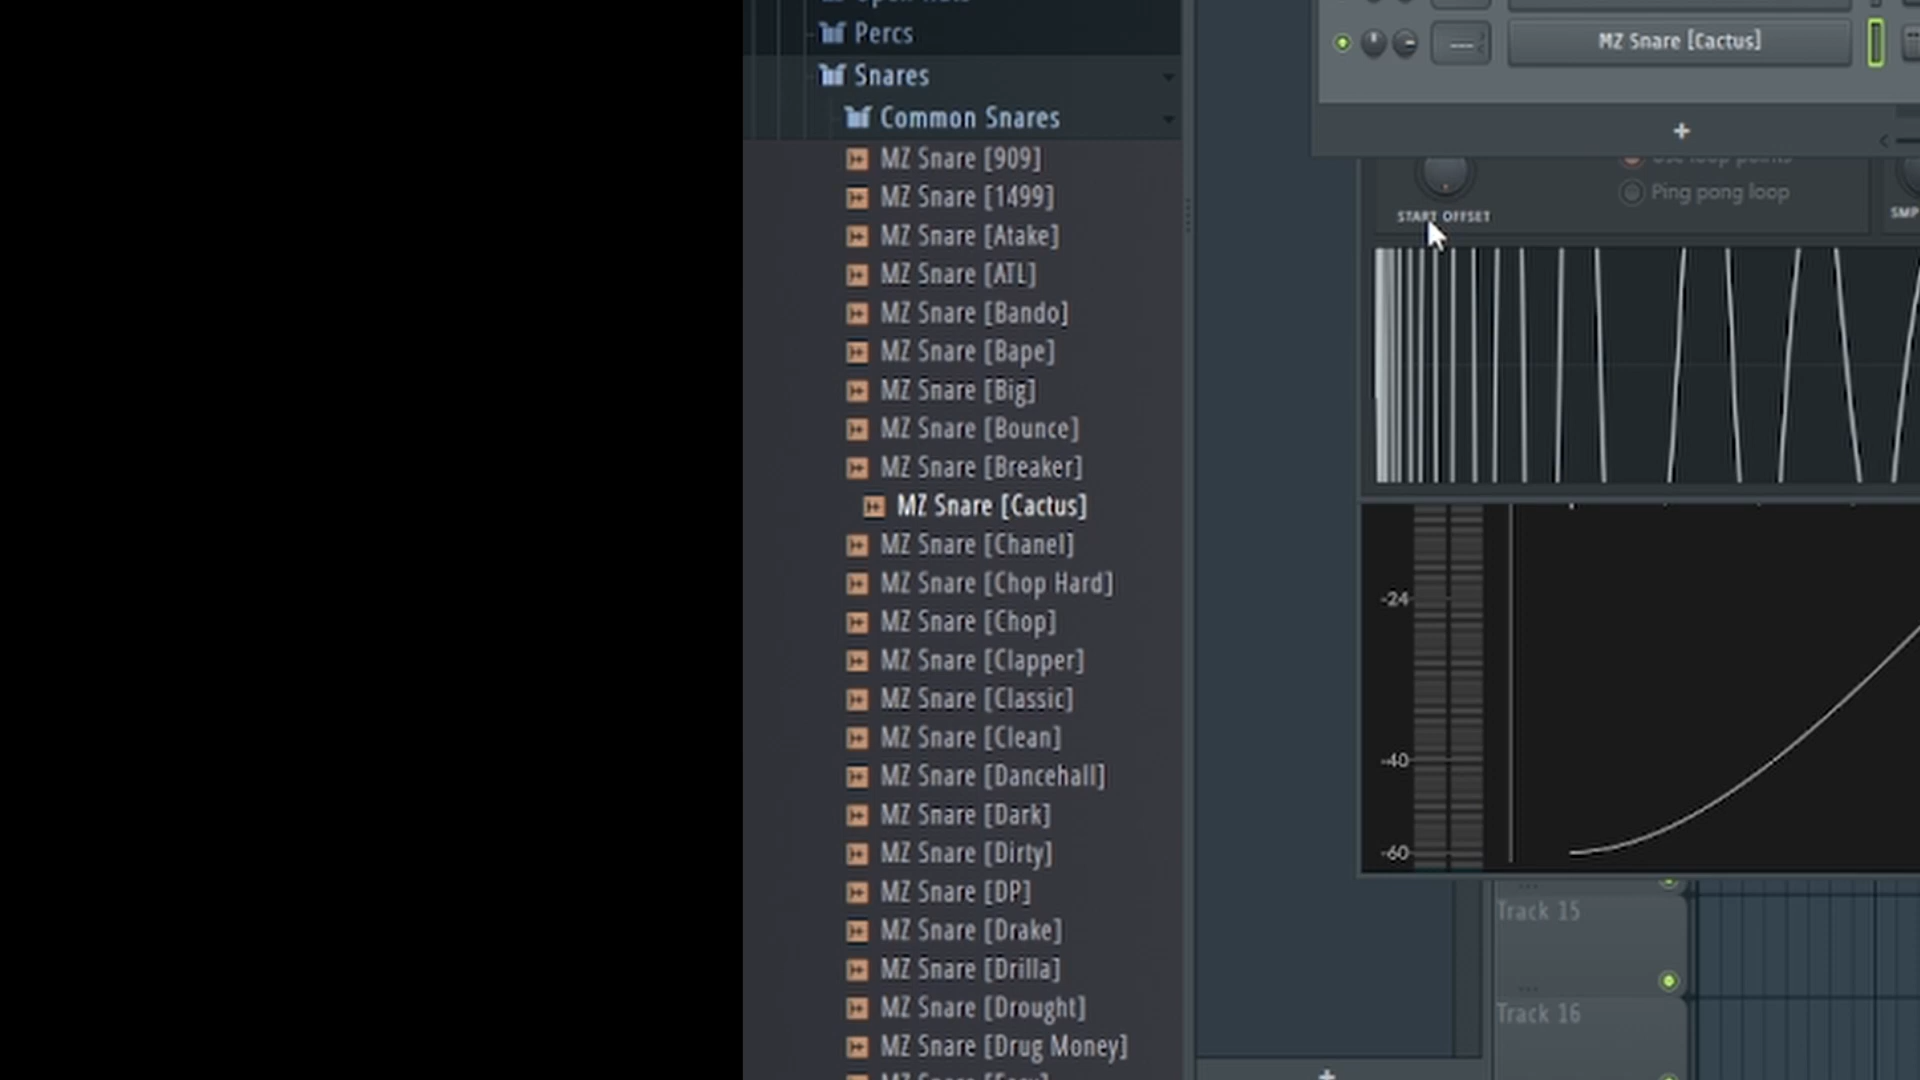 Percs
Snares
Common Snares
MZ Snare [909]
MZ Snare [1499]
MZ Snare [Atake]
MZ Snare [ATL]
MZ Snare [Bando]
MZ Snare [Bape]
MZ Snare [Big]
MZ Snare [Bounce]
MZ Snare [Breaker]
MZ Snare [Cactus]
MZ Snare [Chanel]
MZ Snare [Chop Hard]
MZ Snare [Chop]
MZ Snare [Clapper]
MZ Snare [Classic]
MZ Snare [Clean]
MZ Snare [Dancehall]
MZ Snare [Dark]
MZ Snare [Dirty]
MZ Snare [DP]
MZ Snare [Drake]
MZ Snare [Drilla]
MZ Snare [Drought]
MZ Snare [Drug Money]
MZ Snare [Cactus]
Ping pong loop
START OFFSET
SMP
-24
-40
-60
Track 15
Track 16